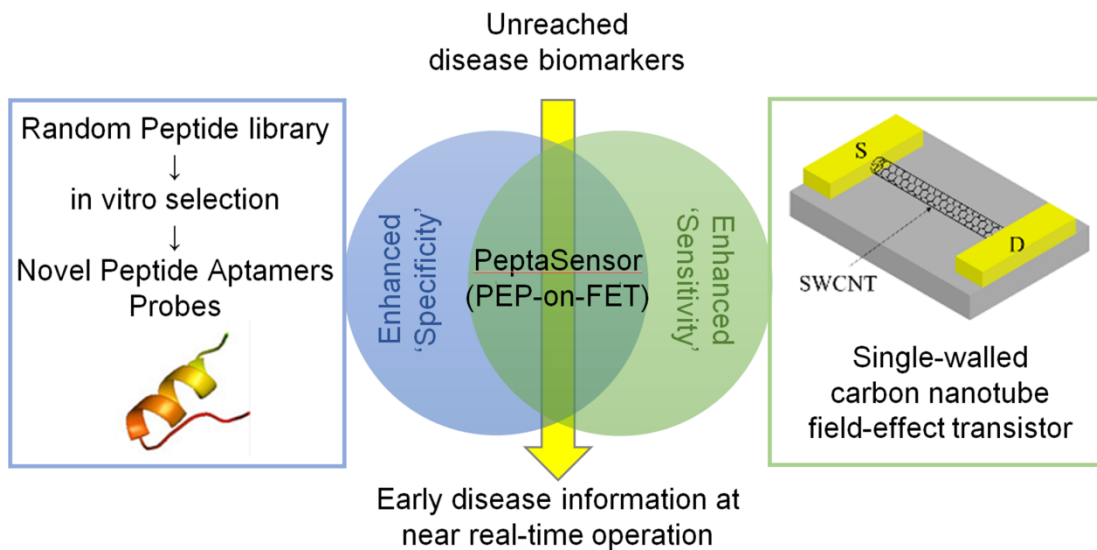 Unreached
disease biomarkers
Random Peptide library
↓
in vitro selection
↓
Novel Peptide Aptamers
Probes
Enhanced
‘Specificity’
PeptaSensor
(PEP-on-FET)
Enhanced
‘Sensitivity’
S
D
SWCNT
Single-walled
carbon nanotube
field-effect transistor
Early disease information at
near real-time operation